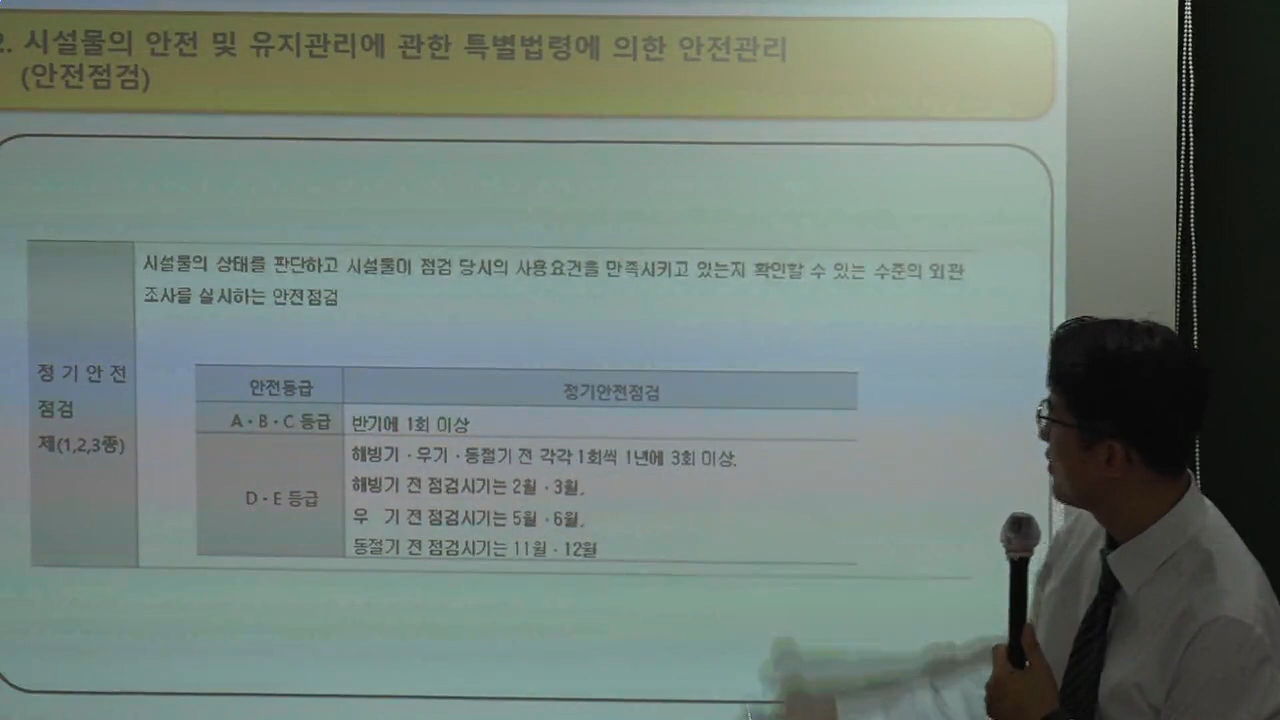 2. 시설물의 안전 및 유지관리에 관한 특별법령에 의한 안전관리
(안전점검)
정기안전
점검
제(1,2,3종)
시설물의 상태를 판단하고 시설물이 점검 당시의 사용요건을 만족시키고 있는지 확인할 수 있는 수준의 외관
조사를 실시하는 안전점검
안전등급 정기안전점검
A·B·C 등급 반기에 1회 이상
D·E 등급
해빙기·우기·동절기 전 각각 1회씩 1년에 3회 이상.
해빙기 전 점검시기는 2월·3월.
우 기 전 점검시기는 5월·6월.
동절기 전 점검시기는 11월·12월